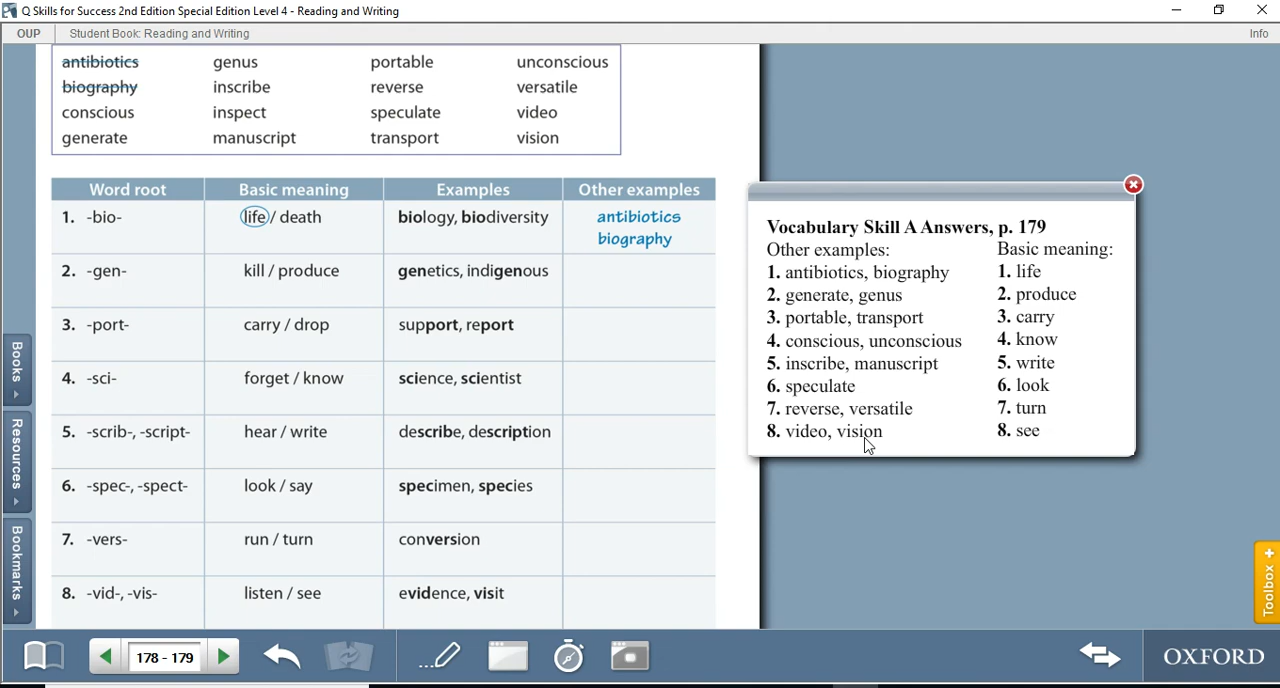 Q Skills for Success 2nd Edition Special Edition Level 4 - Reading and Writing
OUP Student Book: Reading and Writing Info
antibiotics genus portable unconscious
biography inscribe reverse versatile
conscious inspect speculate video
generate manuscript transport vision
Word root Basic meaning Examples Other examples
1. -bio- life / death biology, biodiversity antibiotics
biography
2. -gen- kill / produce genetics, indigenous
3. -port- carry / drop support, report
4. -sci- forget / know science, scientist
5. -scrib-, -script- hear / write describe, description
6. -spec-, -spect- look / say specimen, species
7. -vers- run / turn conversion
8. -vid-, -vis- listen / see evidence, visit
Vocabulary Skill A Answers, p. 179
Other examples: Basic meaning:
1. antibiotics, biography 1. life
2. generate, genus 2. produce
3. portable, transport 3. carry
4. conscious, unconscious 4. know
5. inscribe, manuscript 5. write
6. speculate 6. look
7. reverse, versatile 7. turn
8. video, vision 8. see
Books
Resources
Bookmarks
Toolbox +
178 - 179
OXFORD